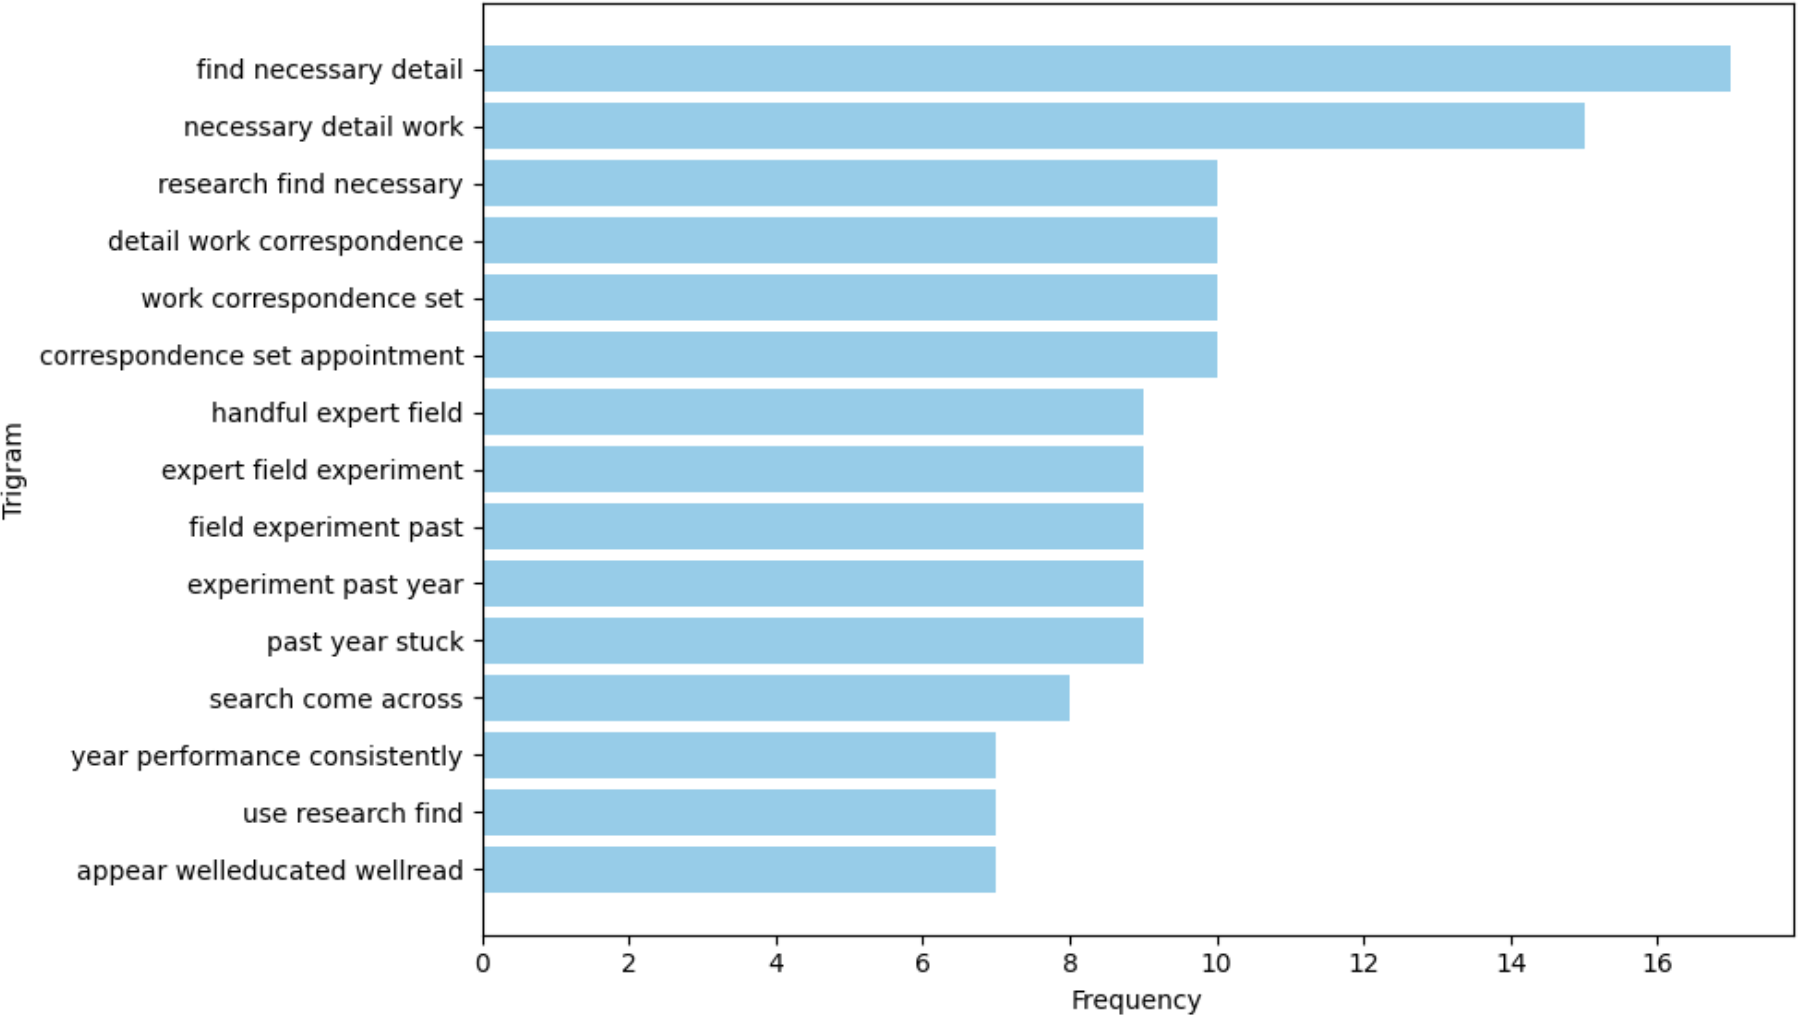 find necessary detail
necessary detail work
research find necessary
detail work correspondence
work correspondence set
correspondence set appointment
handful expert field
expert field experiment
field experiment past
experiment past year
past year stuck
search come across
year performance consistently
use research find
appear welleducated wellread
Trigram
0 2 4 6 8 10 12 14 16
Frequency